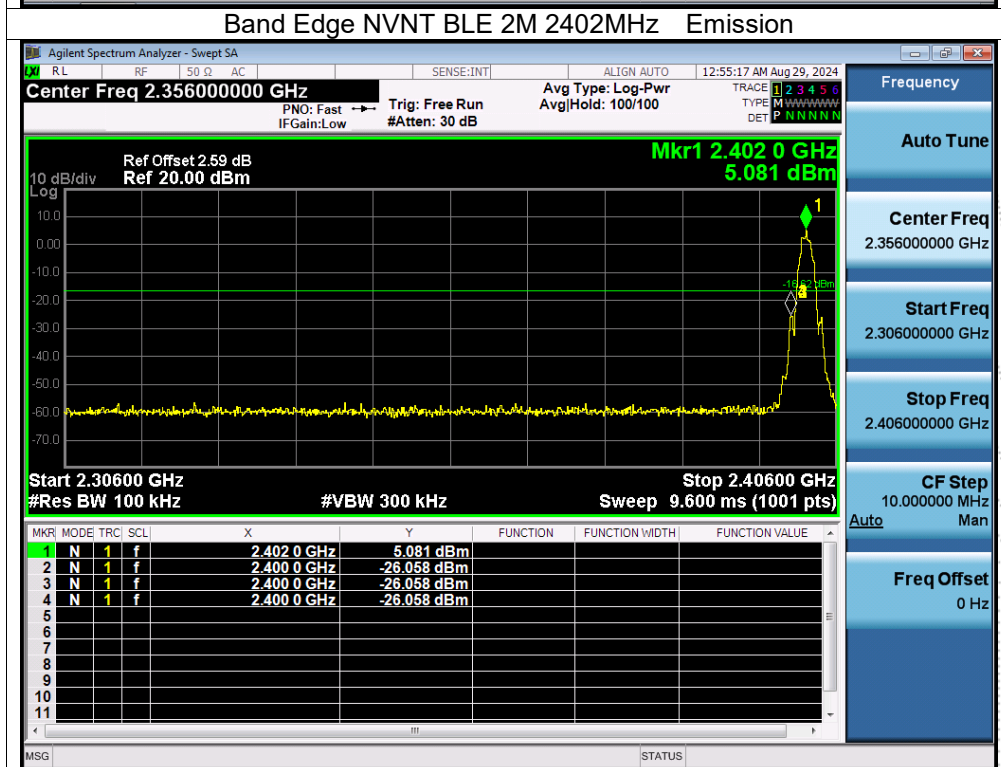 Band Edge NVNT BLE 2M 2402MHz Emission
Agilent Spectrum Analyzer - Swept SA
LXI RL RF 50 Ω AC SENSE:INT ALIGN AUTO 12:55:17 AM Aug 29, 2024
Center Freq 2.356000000 GHz
PNO: Fast
IFGain:Low
Trig: Free Run
#Atten: 30 dB
Avg Type: Log-Pwr
Avg|Hold: 100/100
TRACE 1 2 3 4 5 6
TYPE M WWWWW
DET P N N N N N
Ref Offset 2.59 dB
10 dB/div Ref 20.00 dBm
Log
Mkr1 2.402 0 GHz
5.081 dBm
10.0
0.00
-10.0
-20.0
-30.0
-40.0
-50.0
-60.0
-70.0
1
-16.62 dBm
Start 2.30600 GHz Stop 2.40600 GHz
#Res BW 100 kHz #VBW 300 kHz Sweep 9.600 ms (1001 pts)
MKR MODE TRC SCL X Y FUNCTION FUNCTION WIDTH FUNCTION VALUE
1 N 1 f 2.402 0 GHz 5.081 dBm
2 N 1 f 2.400 0 GHz -26.058 dBm
3 N 1 f 2.400 0 GHz -26.058 dBm
4 N 1 f 2.400 0 GHz -26.058 dBm
5
6
7
8
9
10
11
MSG STATUS
Frequency
Auto Tune
Center Freq
2.356000000 GHz
Start Freq
2.306000000 GHz
Stop Freq
2.406000000 GHz
CF Step
10.000000 MHz
Auto Man
Freq Offset
0 Hz